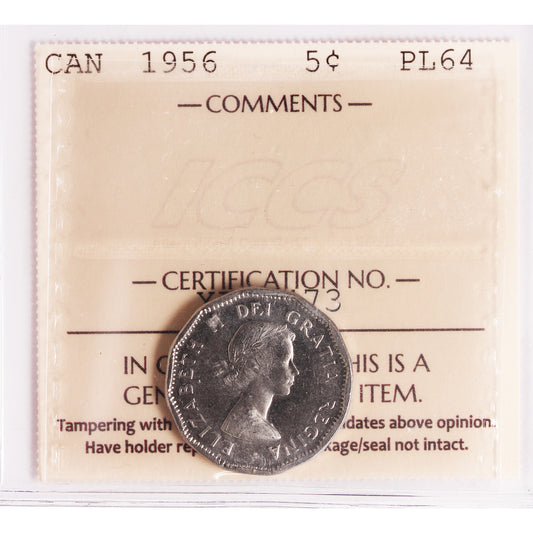 CAN 1956 5¢ PL64
— COMMENTS —
ICCS
— CERTIFICATION NO. —
73
IN HIS IS A
GEN ITEM.
Tampering with dates above opinion.
Have holder rep kage/seal not intact.
ELIZABETH DEI GRATIA REGINA